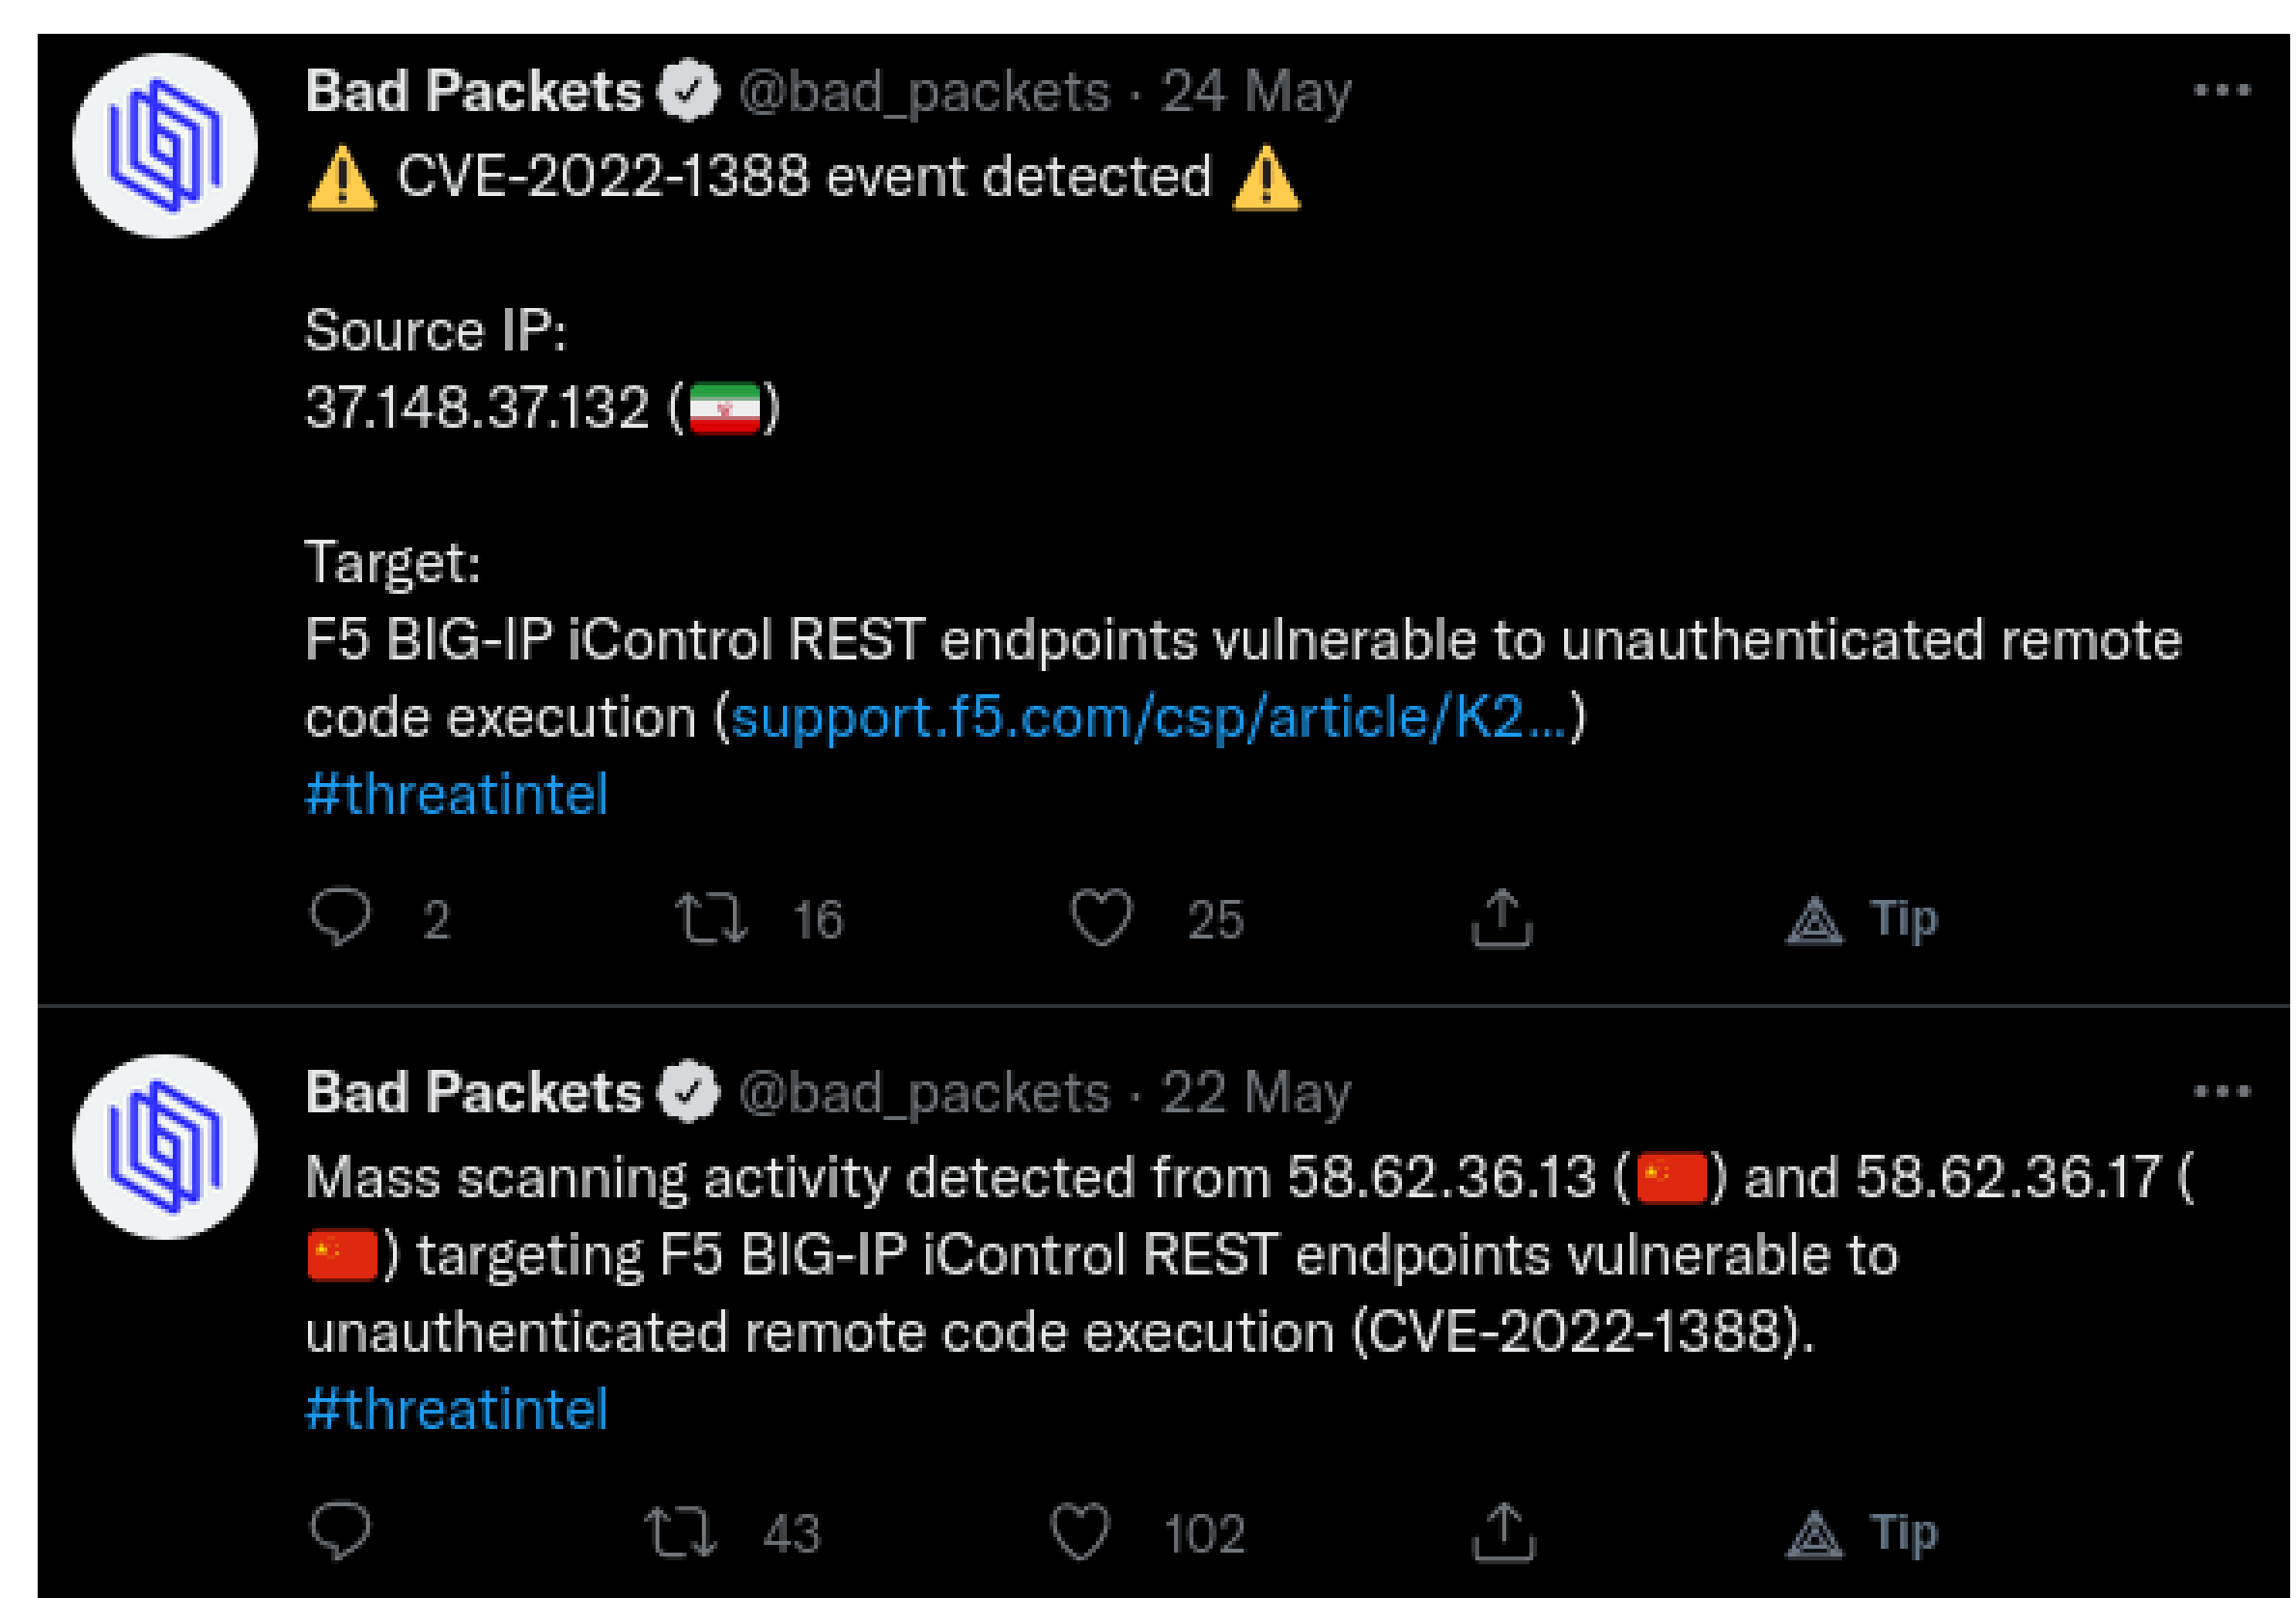 Bad Packets @bad_packets · 24 May
⚠️ CVE-2022-1388 event detected ⚠️
Source IP:
37.148.37.132 (🇮🇷)
Target:
F5 BIG-IP iControl REST endpoints vulnerable to unauthenticated remote
code execution (support.f5.com/csp/article/K2…)
#threatintel
2 16 25 Tip
Bad Packets @bad_packets · 22 May
Mass scanning activity detected from 58.62.36.13 (🇨🇳) and 58.62.36.17 (
🇨🇳) targeting F5 BIG-IP iControl REST endpoints vulnerable to
unauthenticated remote code execution (CVE-2022-1388).
#threatintel
43 102 Tip